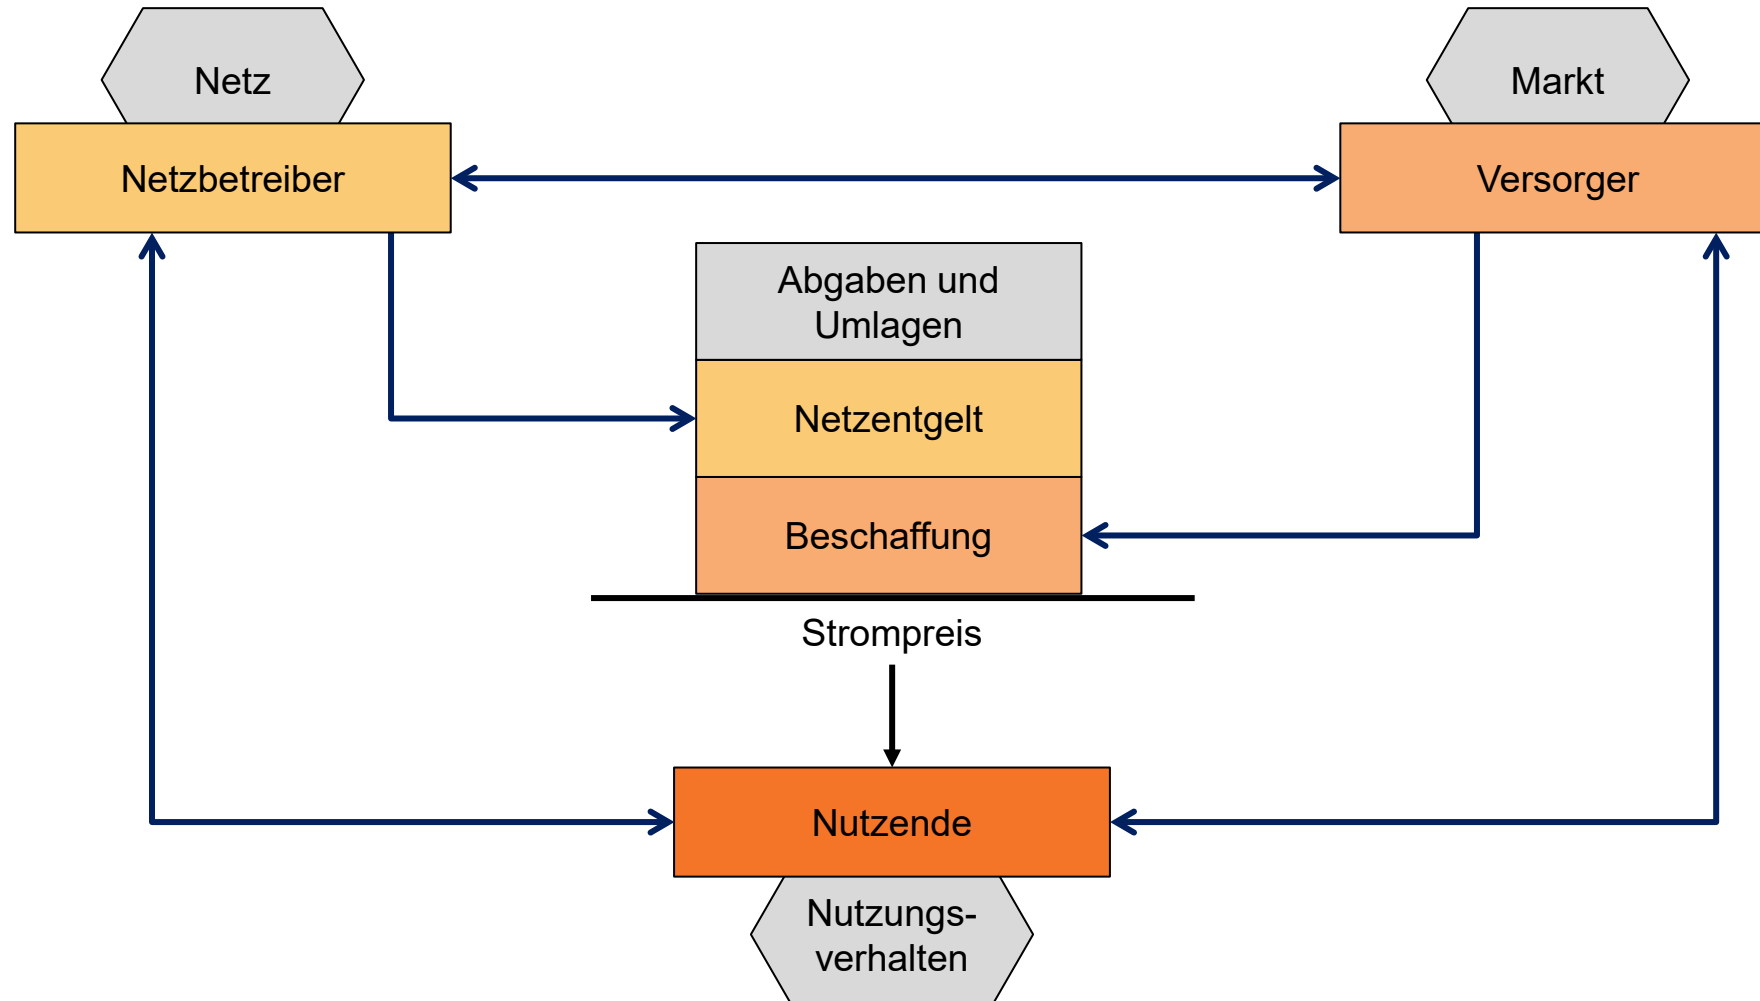 Netz
Markt
Netzbetreiber
Versorger
Abgaben und
Umlagen
Netzentgelt
Beschaffung
Strompreis
Nutzende
Nutzungs-
verhalten